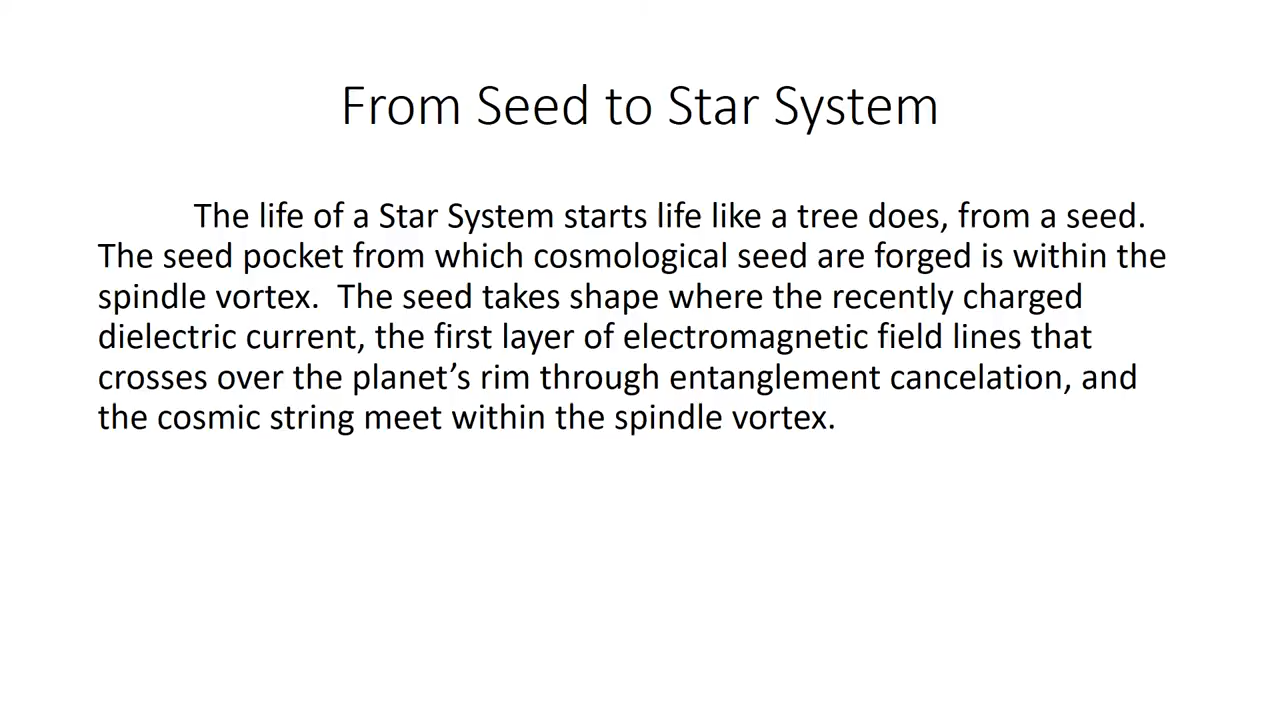 From Seed to Star System
The life of a Star System starts life like a tree does, from a seed.
The seed pocket from which cosmological seed are forged is within the
spindle vortex.  The seed takes shape where the recently charged
dielectric current, the first layer of electromagnetic field lines that
crosses over the planet’s rim through entanglement cancelation, and
the cosmic string meet within the spindle vortex.